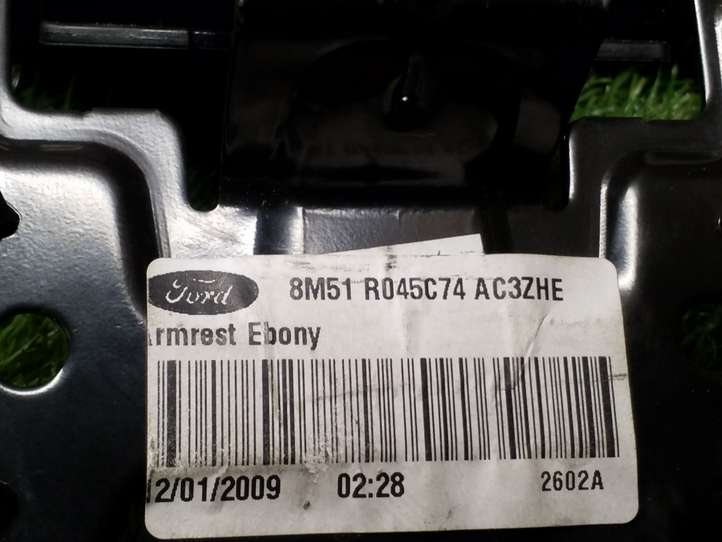 Ford 8M51 R045C74 AC3ZHE
Armrest Ebony
12/01/2009 02:28 2602A